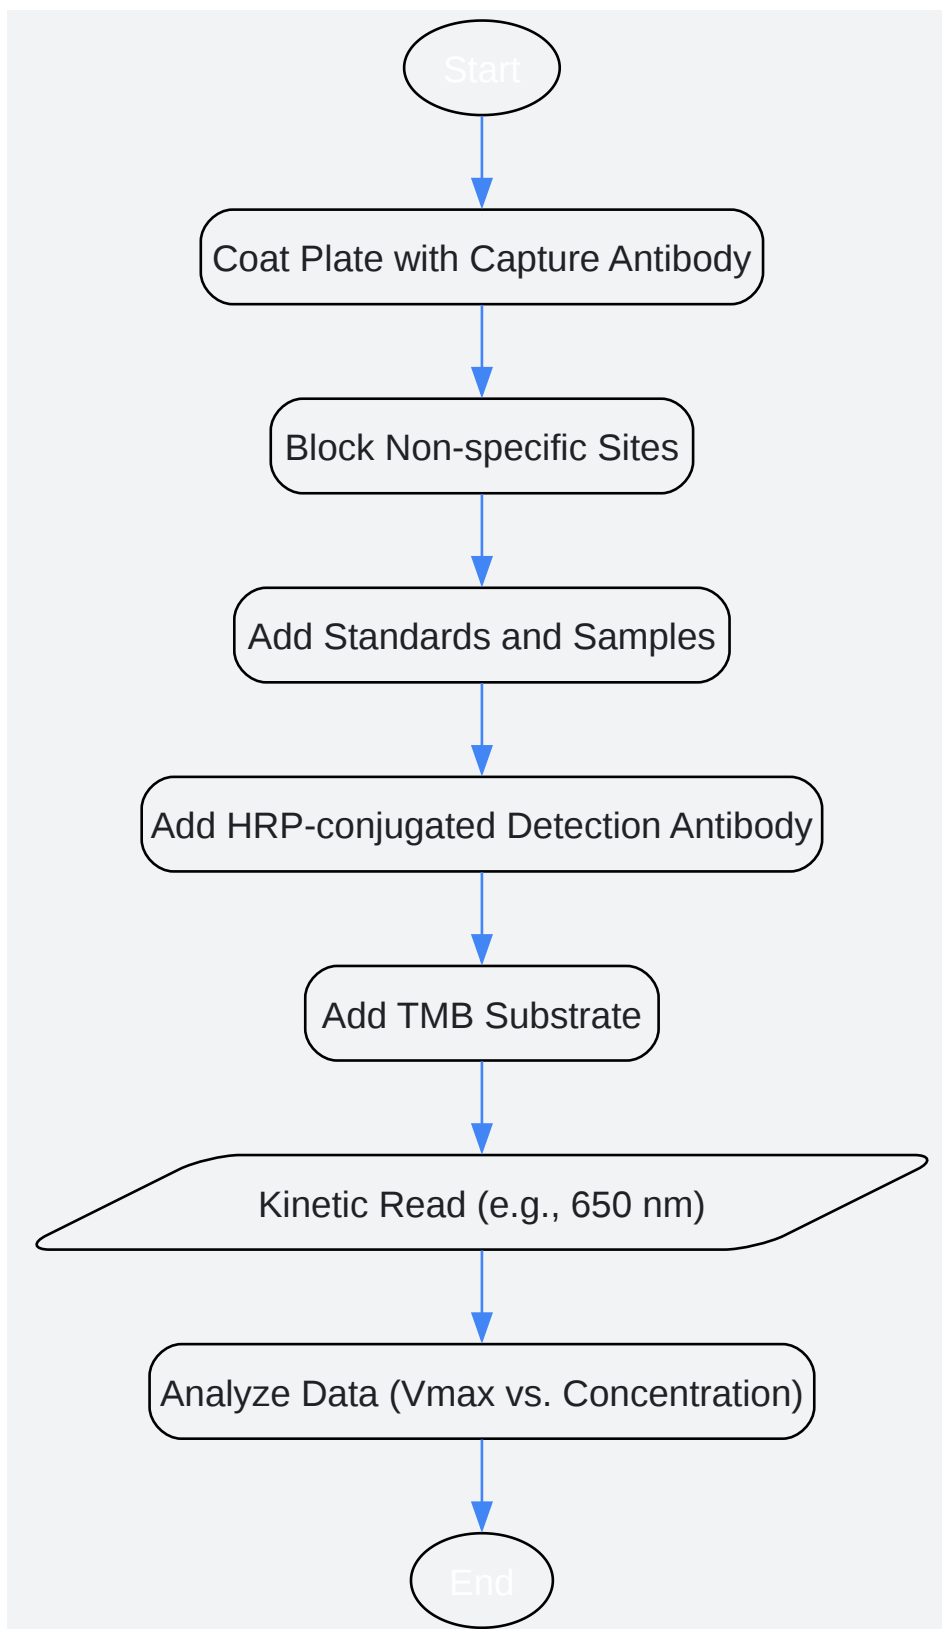 Start
Coat Plate with Capture Antibody
Block Non-specific Sites
Add Standards and Samples
Add HRP-conjugated Detection Antibody
Add TMB Substrate
Kinetic Read (e.g., 650 nm)
Analyze Data (Vmax vs. Concentration)
End